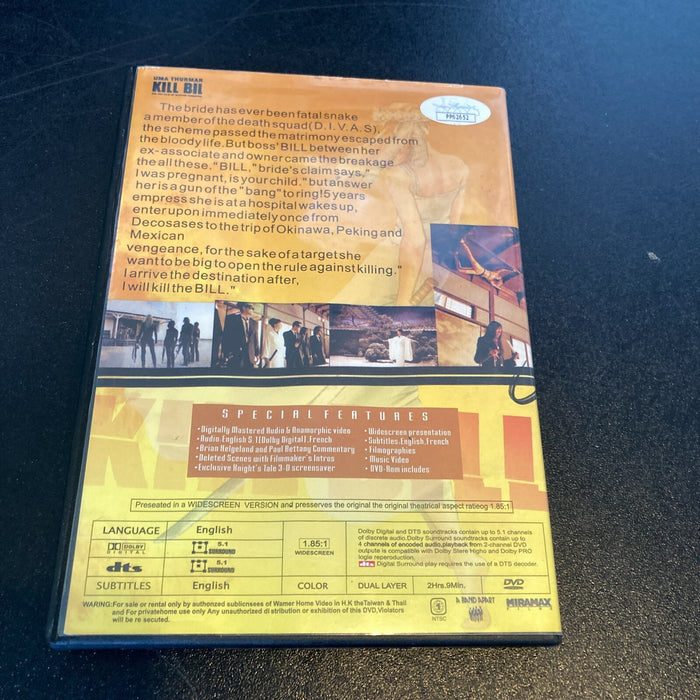 UMA THURMAN
KILL BIL
PP62652
The bride has ever been fatal snake
a member of the death squad(D.I.V.A.S),
the scheme passed the matrimony escaped from
the bloody life. But boss' BILL between her
ex-associate and owner came the breakage
the all these. "BILL," bride's claim says,"
I was pregnant, is your child." but answer
her is a gun of the "bang" to ring!5 years
empress she is at a hospital wakes up,
enter upon immediately once from
Decosases to the trip of Okinawa, Peking and
Mexican
vengeance, for the sake of a target she
want to be big to open the rule against killing."
I arrive the destination after,
I will kill the BILL."
SPECIAL FEATURES
•Digitally Mastered Audio & Anamorphic video
•Audio:English 5.1(Dolby Digital),French
•Brian Helgeland and Paul Bettany Commentary
•Deleted Scenes with Filmmaker's Intros
•Exclusive Knight's Tale 3-D screensaver
•Widescreen presentation
•Subtitles:English,French
•Filmographies
•Music Video
•DVD-Rom includes
Preseated in a WIDESCREEN VERSION and preserves the original the original theatrical aspect ratieog 1.85:1
LANGUAGE English
DOLBY DIGITAL 5.1 SURROUND
dts 5.1 SURROUND
SUBTITLES English
1.85:1
WIDESCREEN
COLOR DUAL LAYER 2Hrs.9Min. DVD
Dolby Digital and DTS soundtracks contain up to 5.1 channels
of discrete audio.Dolby Surround soundtracks contain up to
4 channels of encoded audio,playback from 2-channel DVD
outpute is compatible with Dolby Stere Higho and Dolby PRO
logie reproduction.
dts Digital Surround play requires the use of a DTS decoder.
WARING:For sale or rental only by authorized sublicnsees of Warner Home Video in H.K theTaiwan & Thail
and For privatehome use only Any unauthorized di stribution or exhibition of this DVD,Violators
will be re secuted.
NTSC
A BAND APART
MIRAMAX
FILMS